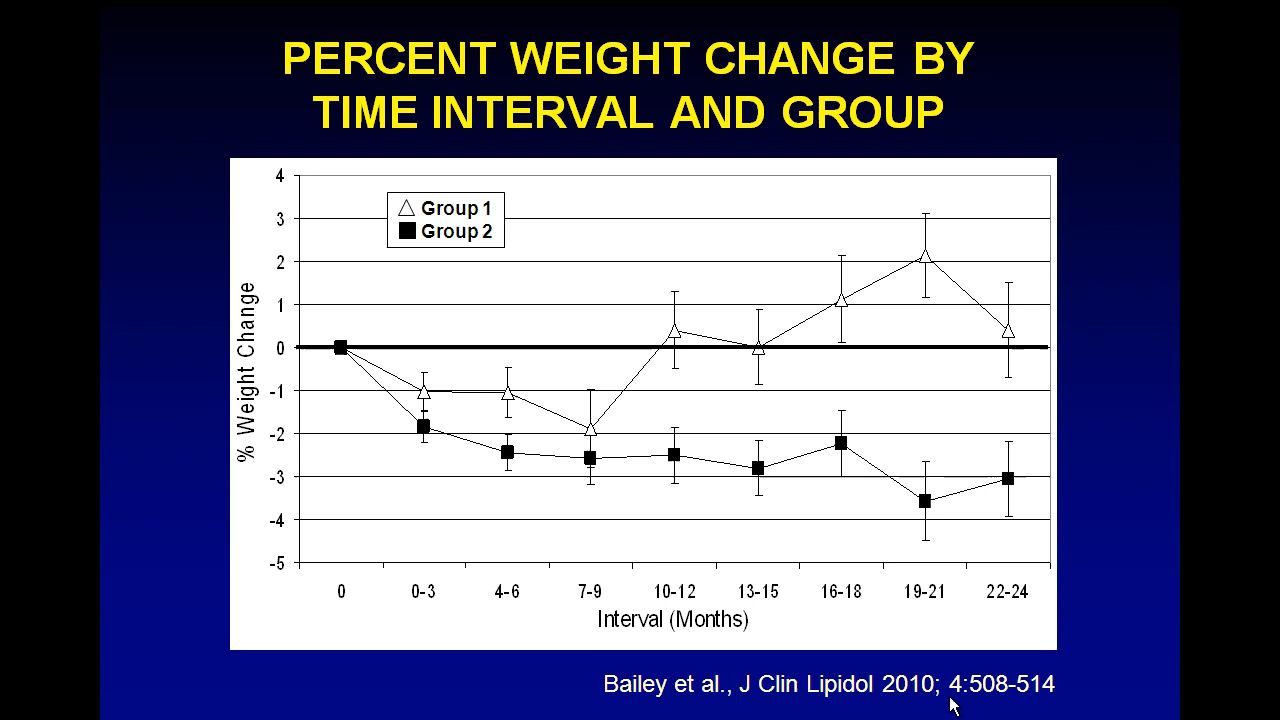 PERCENT WEIGHT CHANGE BY
TIME INTERVAL AND GROUP
4
3
2
1
0
-1
-2
-3
-4
-5
% Weight Change
Group 1
Group 2
0 0-3 4-6 7-9 10-12 13-15 16-18 19-21 22-24
Interval (Months)
Bailey et al., J Clin Lipidol 2010; 4:508-514